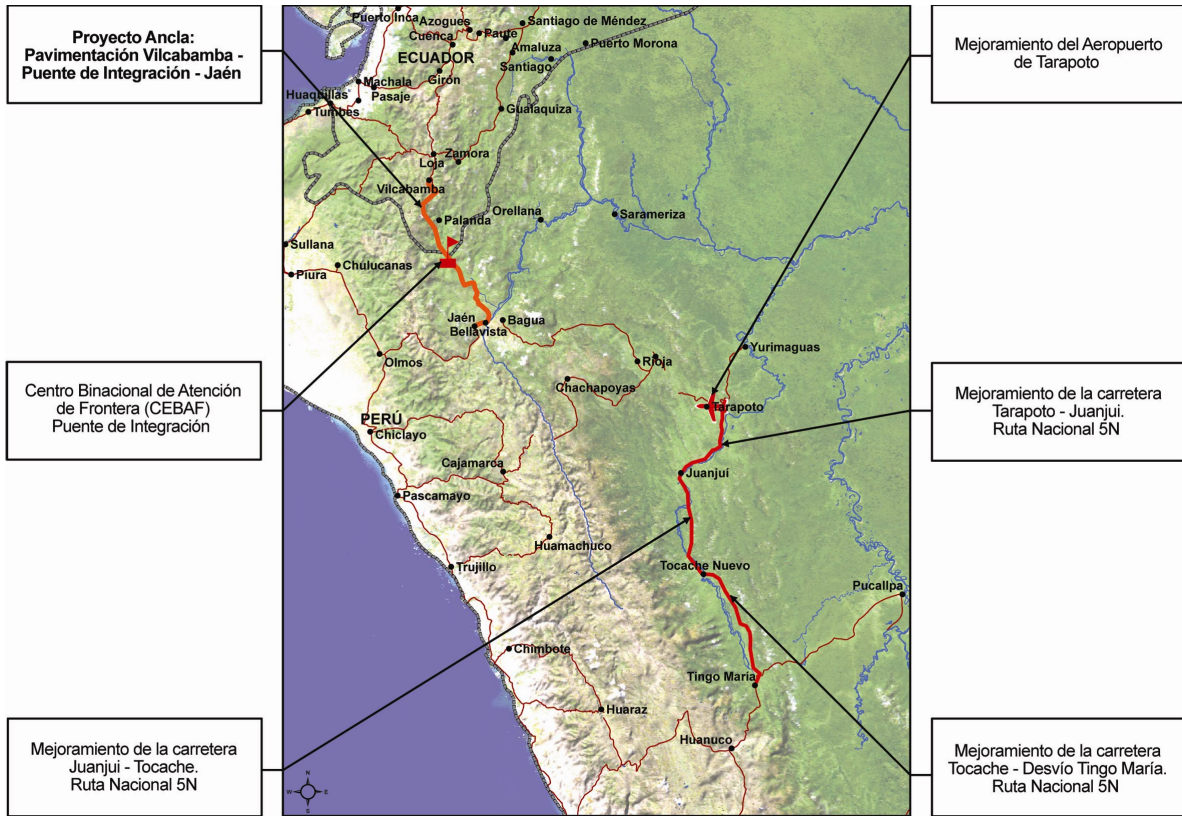 Proyecto Ancla:
Pavimentación Vilcabamba -
Puente de Integración - Jaén
Centro Binacional de Atención
de Frontera (CEBAF)
Puente de Integración
Mejoramiento de la carretera
Juanjui - Tocache.
Ruta Nacional 5N
Puerto Inca
Azogues
Santiago de Méndez
Cuenca
Paute
Amaluza
Puerto Morona
ECUADOR
Santiago
Girón
Machala
Huaquillas
Pasaje
Tumbes
Gualaquiza
Zamora
Loja
Vilcabamba
Palanda
Orellana
Sarameriza
Sullana
Chulucanas
Piura
Jaén
Bagua
Bellavista
Yurimaguas
Olmos
Rioja
Chachapoyas
Tarapoto
PERÚ
Chiclayo
Cajamarca
Juanjuí
Pascamayo
Huamachuco
Trujillo
Tocache Nuevo
Pucallpa
Chimbote
Tingo María
Huaraz
Huanuco
N
W
E
S
Mejoramiento del Aeropuerto
de Tarapoto
Mejoramiento de la carretera
Tarapoto - Juanjui.
Ruta Nacional 5N
Mejoramiento de la carretera
Tocache - Desvío Tingo María.
Ruta Nacional 5N